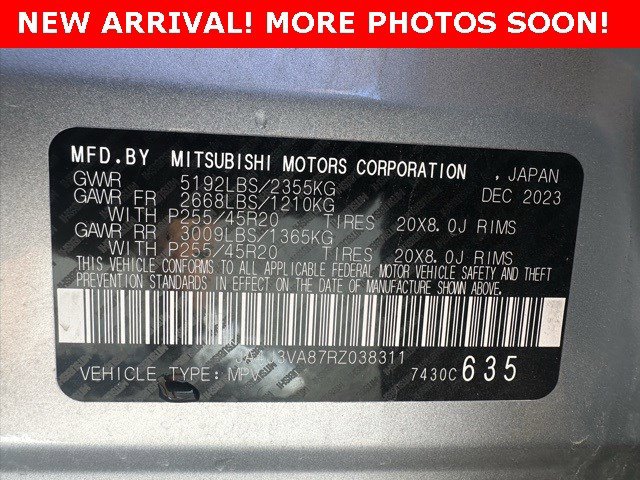 NEW ARRIVAL! MORE PHOTOS SOON!
MFD.BY MITSUBISHI MOTORS CORPORATION , JAPAN
GVWR 5192LBS/2355KG DEC 2023
GAWR FR 2668LBS/1210KG
WITH P255/45R20 TIRES 20X8.0J RIMS
GAWR RR 3009LBS/1365KG
WITH P255/45R20 TIRES 20X8.0J RIMS
THIS VEHICLE CONFORMS TO ALL APPLICABLE FEDERAL MOTOR VEHICLE SAFETY AND THEFT
PREVENTION STANDARDS IN EFFECT ON THE DATE OF MANUFACTURE SHOWN ABOVE.
JA4J3VA87RZ038311
VEHICLE TYPE: MPV 7430C 635